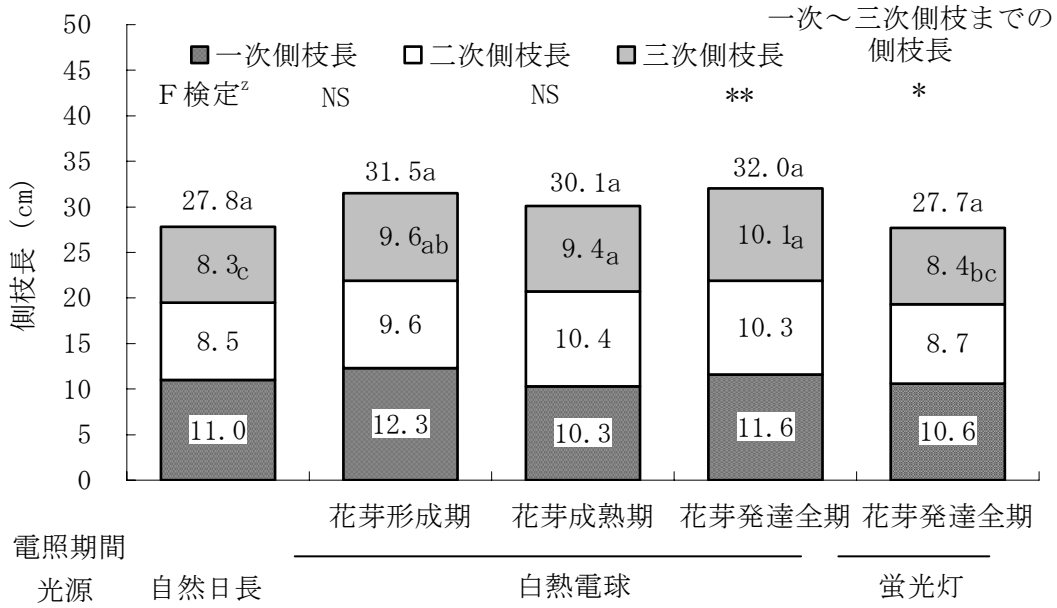 一次～三次側枝までの
側枝長
一次側枝長 二次側枝長 三次側枝長
F検定z NS NS ** *
側枝長 (cm)
50
45
40
35
30
25
20
15
10
5
0
27.8a 31.5a 30.1a 32.0a 27.7a
8.3c 9.6ab 9.4a 10.1a 8.4bc
8.5 9.6 10.4 10.3 8.7
11.0 12.3 10.3 11.6 10.6
花芽形成期 花芽成熟期 花芽発達全期 花芽発達全期
電照期間
光源 自然日長 白熱電球 蛍光灯